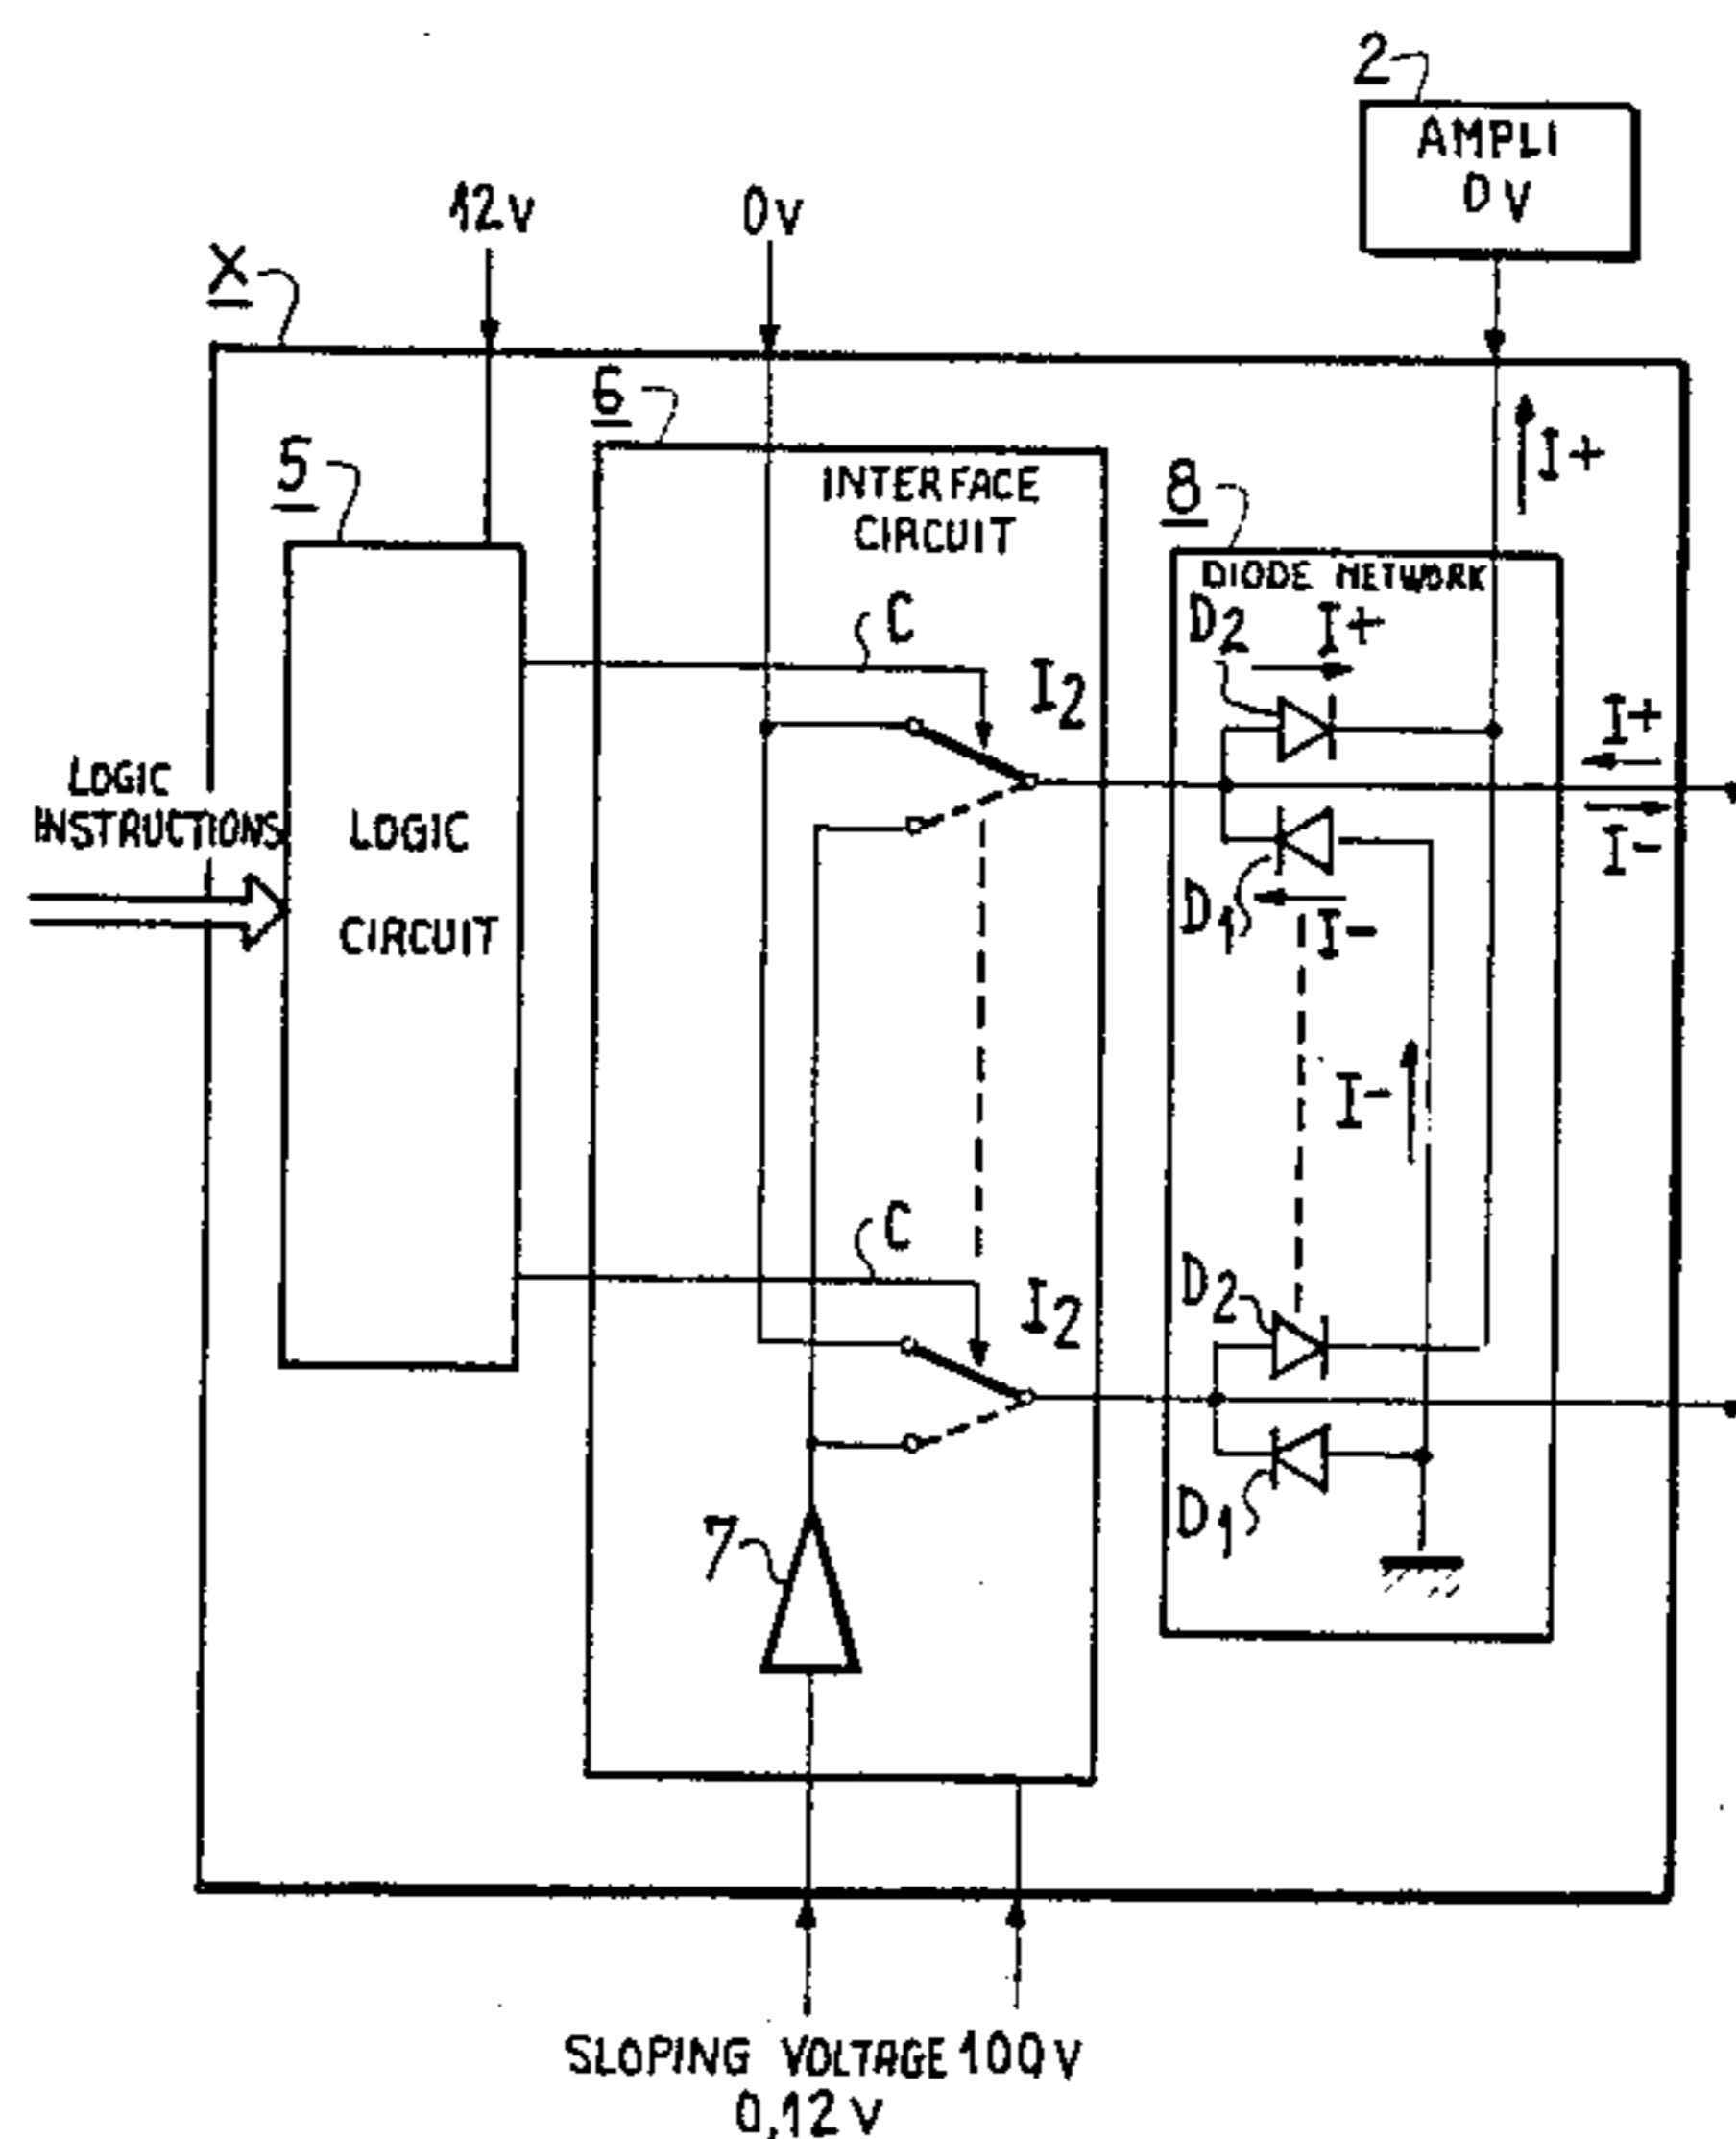 2
AMPLI
0V
12V
0V
X
6
I+
5
INTERFACE
CIRCUIT
8
DIODE NETWORK
D2
I+
C
I2
I+
LOGIC
INSTRUCTIONS
LOGIC
CIRCUIT
I-
D1
I-
I-
C
I2
D2
D1
7
SLOPING VOLTAGE 100V
0,12V